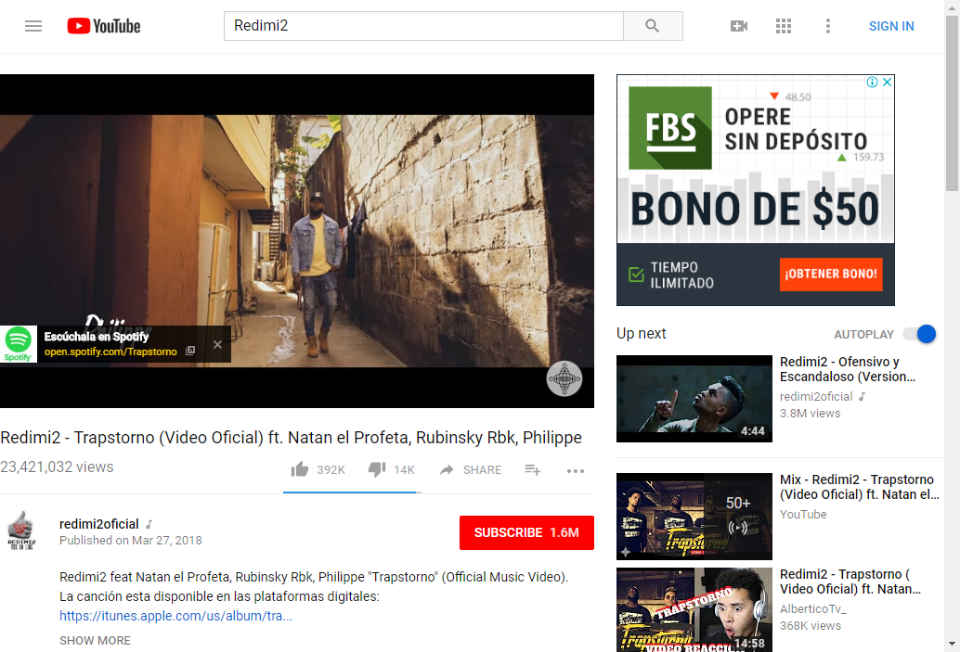 YouTube
Redimi2
SIGN IN
Philippe
Spotify
Escúchala en Spotify
open.spotify.com/Trapstorno
Redimi2 - Trapstorno (Video Oficial) ft. Natan el Profeta, Rubinsky Rbk, Philippe
23,421,032 views
392K
14K
SHARE
redimi2oficial
Published on Mar 27, 2018
SUBSCRIBE 1.6M
Redimi2 feat Natan el Profeta, Rubinsky Rbk, Philippe "Trapstorno" (Official Music Video).
La canción esta disponible en las plataformas digitales:
https://itunes.apple.com/us/album/tra...
SHOW MORE
FBS
48.50
OPERE
SIN DEPÓSITO
159.73
BONO DE $50
TIEMPO
ILIMITADO
¡OBTENER BONO!
Up next
AUTOPLAY
4:44
Redimi2 - Ofensivo y
Escandaloso (Version...
redimi2oficial
3.8M views
Trapstorno
50+
Mix - Redimi2 - Trapstorno
(Video Oficial) ft. Natan el...
YouTube
TRAPSTORNO
Trapstorno
VIDEO REACCI...
14:58
Redimi2 - Trapstorno (
Video Oficial) ft. Natan...
AlberticoTv_
368K views